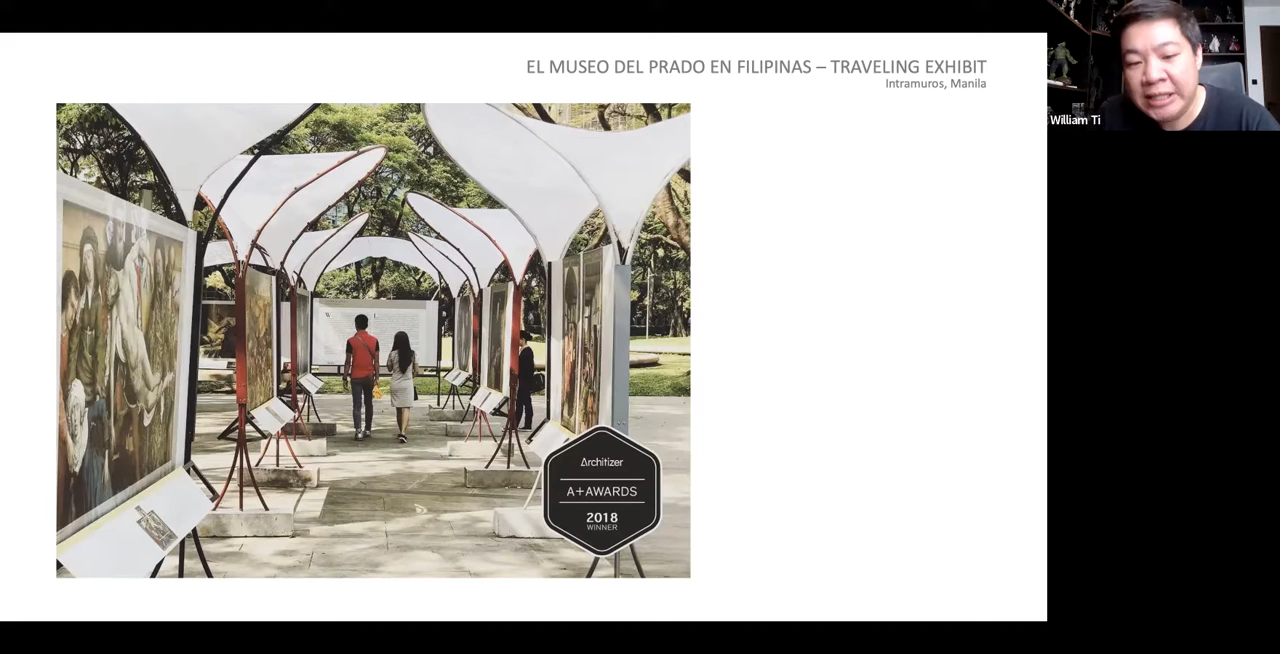 EL MUSEO DEL PRADO EN FILIPINAS – TRAVELING EXHIBIT
Intramuros, Manila
William Ti
Architizer
A+AWARDS
2018
WINNER